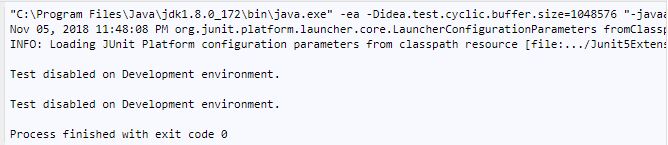 "C:\Program Files\Java\jdk1.8.0_172\bin\java.exe" -ea -Didea.test.cyclic.buffer.size=1048576 "-javaa
Nov 05, 2018 11:48:08 PM org.junit.platform.launcher.core.LauncherConfigurationParameters fromClassp
INFO: Loading JUnit Platform configuration parameters from classpath resource [file:.../Junit5Extens
Test disabled on Development environment.
Test disabled on Development environment.
Process finished with exit code 0